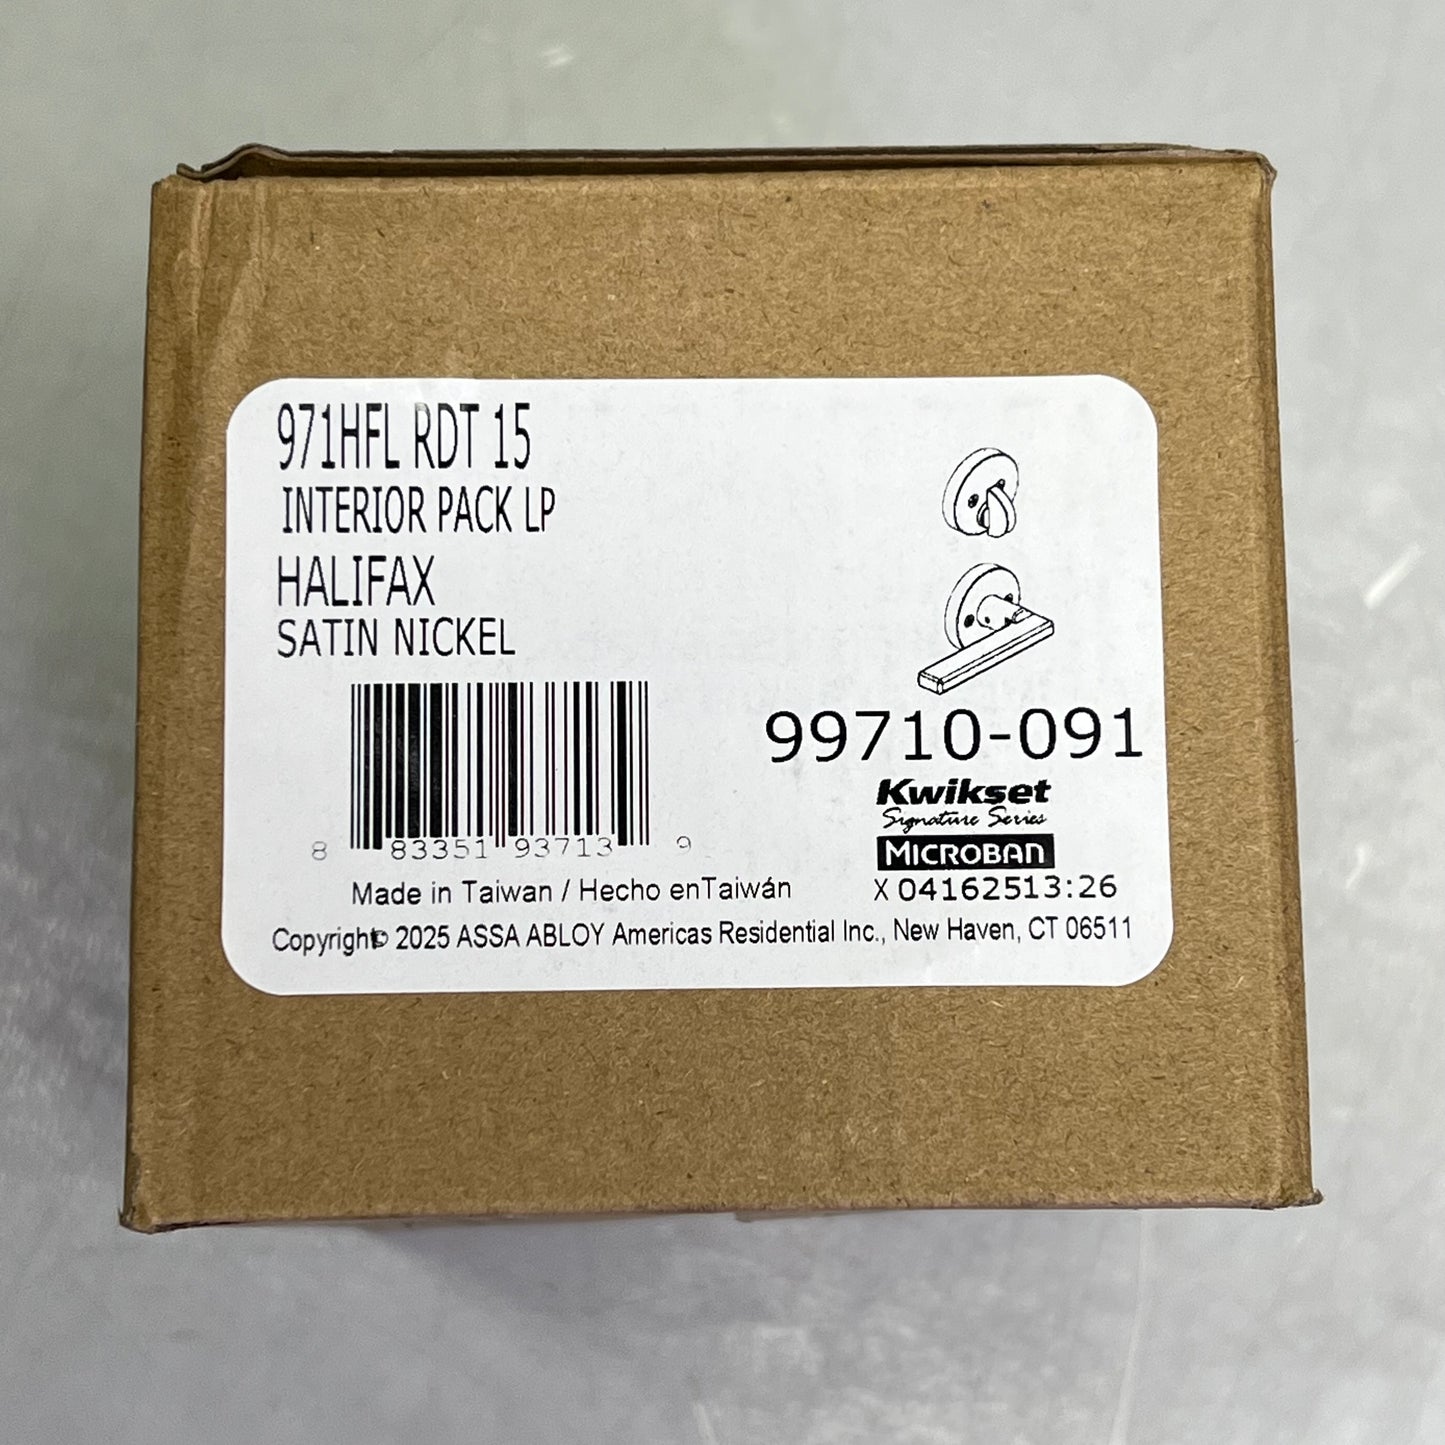 971HFL RDT 15
INTERIOR PACK LP
HALIFAX
SATIN NICKEL
99710-091
Kwikset
Signature Series
MICROBAN
8 83351 93713 9
X 04162513:26
Made in Taiwan / Hecho enTaiwán
Copyright© 2025 ASSA ABLOY Americas Residential Inc., New Haven, CT 06511